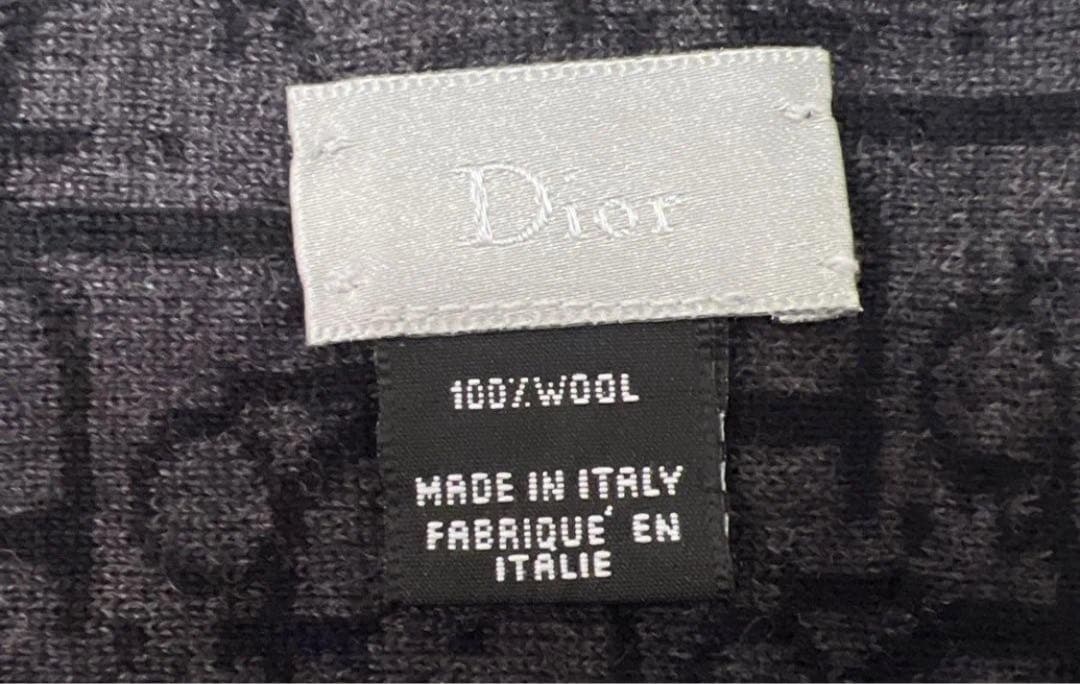 Dior
100%WOOL
MADE IN ITALY
FABRIQUE' EN
ITALIE